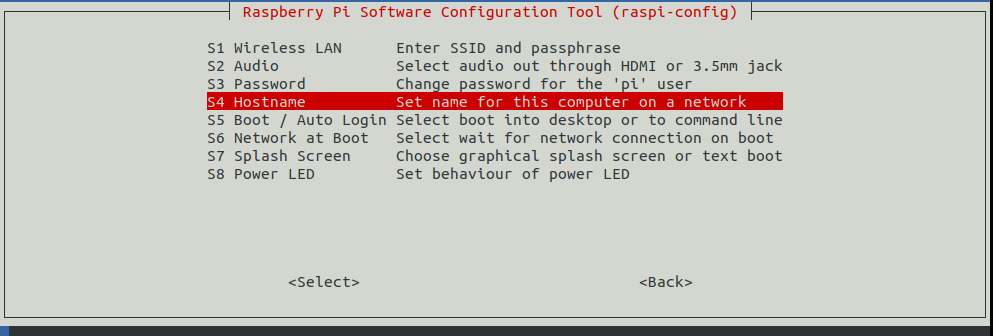 Raspberry Pi Software Configuration Tool (raspi-config)
S1 Wireless LAN Enter SSID and passphrase
S2 Audio Select audio out through HDMI or 3.5mm jack
S3 Password Change password for the 'pi' user
S4 Hostname Set name for this computer on a network
S5 Boot / Auto Login Select boot into desktop or to command line
S6 Network at Boot Select wait for network connection on boot
S7 Splash Screen Choose graphical splash screen or text boot
S8 Power LED Set behaviour of power LED
<Select> <Back>